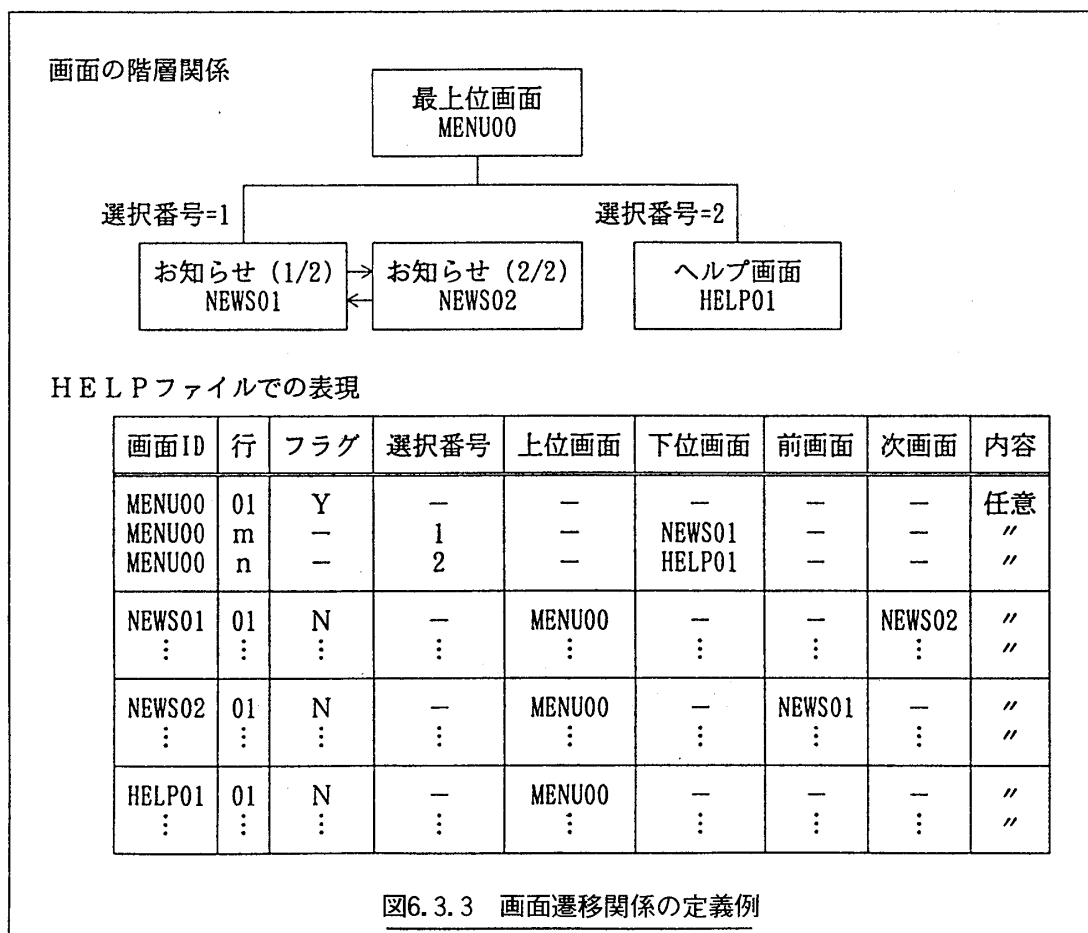 画面の階層関係
最上位画面
MENU00
選択番号=1
選択番号=2
お知らせ (1/2)
NEWS01
お知らせ (2/2)
NEWS02
ヘルプ画面
HELP01
HELPファイルでの表現
画面ID 行 フラグ 選択番号 上位画面 下位画面 前画面 次画面 内容
MENU00 01 Y − − − − − 任意
MENU00 m − 1 − NEWS01 − − 〃
MENU00 n − 2 − HELP01 − − 〃
NEWS01 01 N − MENU00 − − NEWS02 〃
⋮ ⋮ ⋮ ⋮ ⋮ ⋮ ⋮ ⋮ 〃
NEWS02 01 N − MENU00 − NEWS01 − 〃
⋮ ⋮ ⋮ ⋮ ⋮ ⋮ ⋮ ⋮ 〃
HELP01 01 N − MENU00 − − − 〃
⋮ ⋮ ⋮ ⋮ ⋮ ⋮ ⋮ ⋮ 〃
図6.3.3 画面遷移関係の定義例